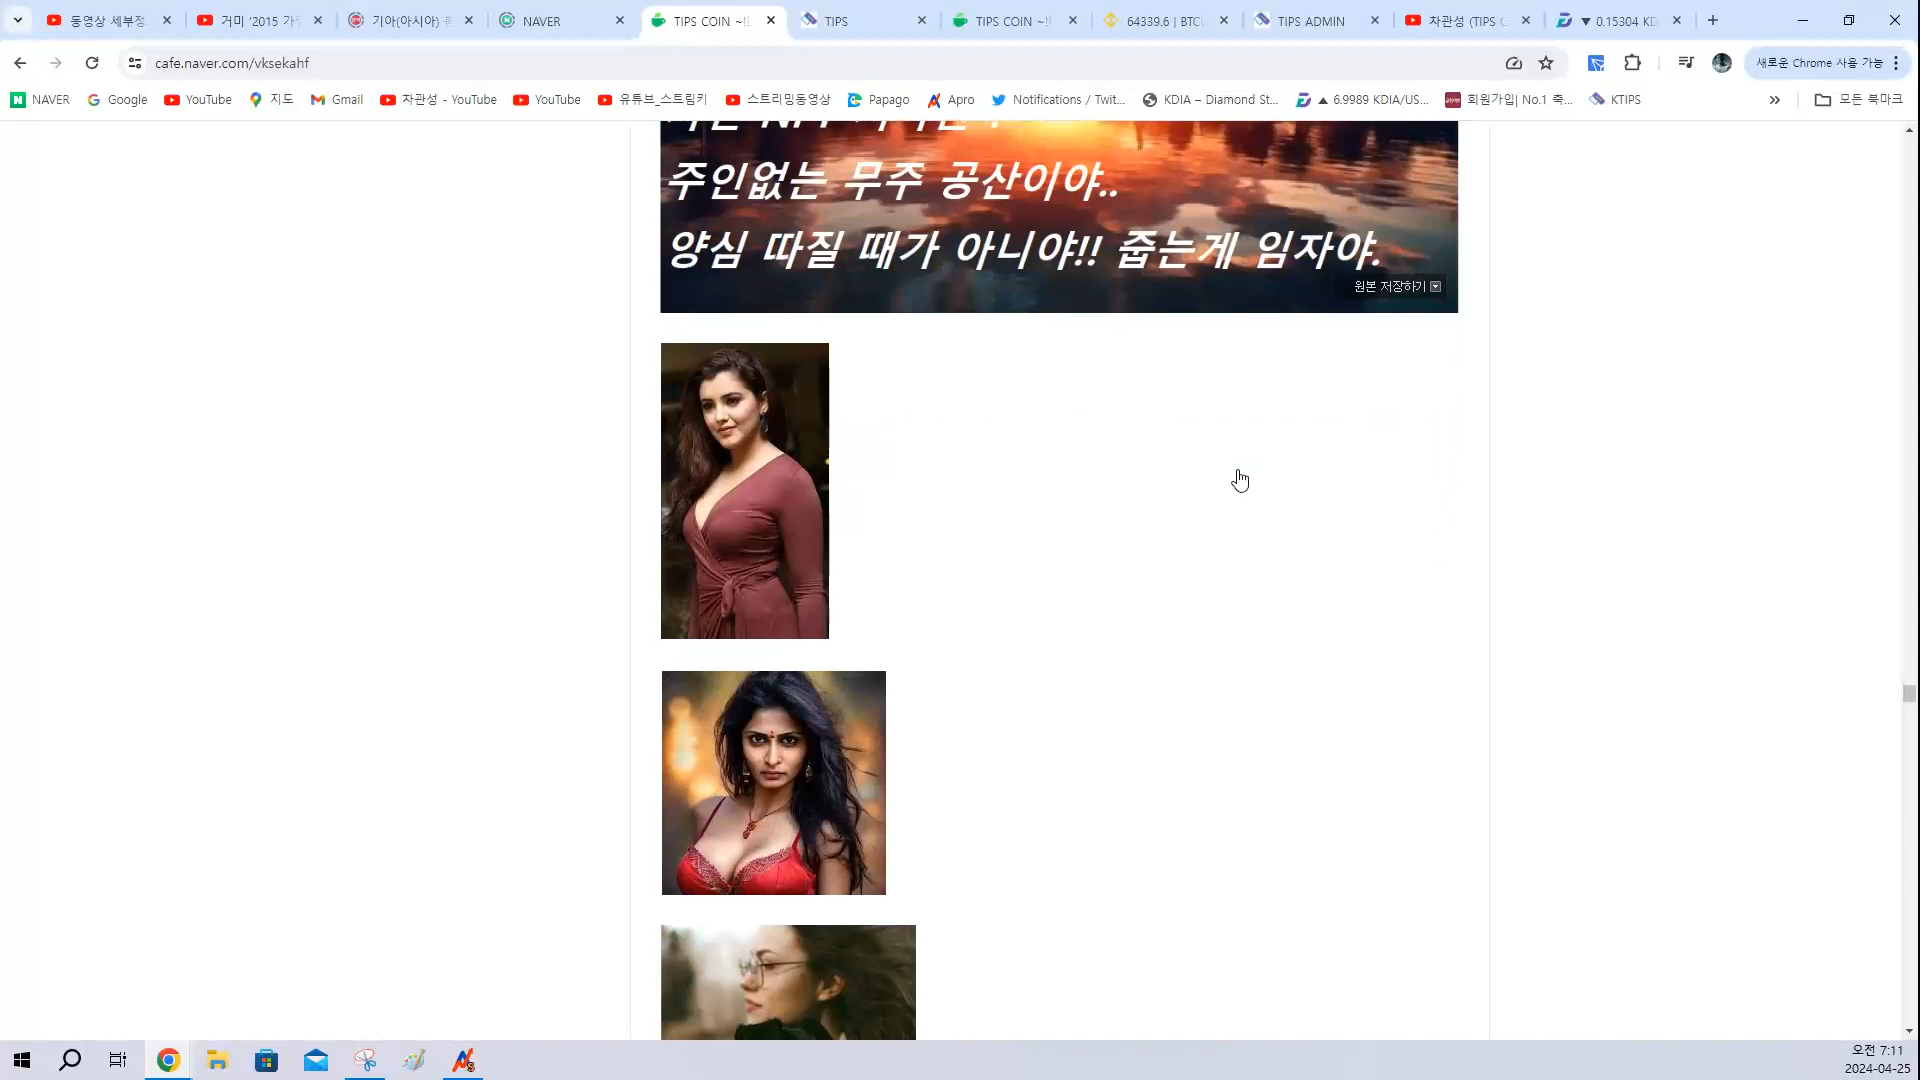 동영상 세부정
거미 '2015 가
기아(아시아)
NAVER
TIPS COIN ~!
TIPS
TIPS COIN ~!
64339.6 | BTC
TIPS ADMIN
차관성 (TIPS C
▼ 0.15304 KD
cafe.naver.com/vksekahf
새로운 Chrome 사용 가능
NAVER
Google
YouTube
지도
Gmail
차관성 - YouTube
YouTube
유튜브_스트림키
스트리밍동영상
Papago
Apro
Notifications / Twit...
KDIA – Diamond St...
▲ 6.9989 KDIA/US...
회원가입| No.1 축...
KTIPS
»
모든 북마크
주인없는 무주 공산이야..
양심 따질 때가 아니야!! 줍는게 임자야.
원본 저장하기
오전 7:11
2024-04-25